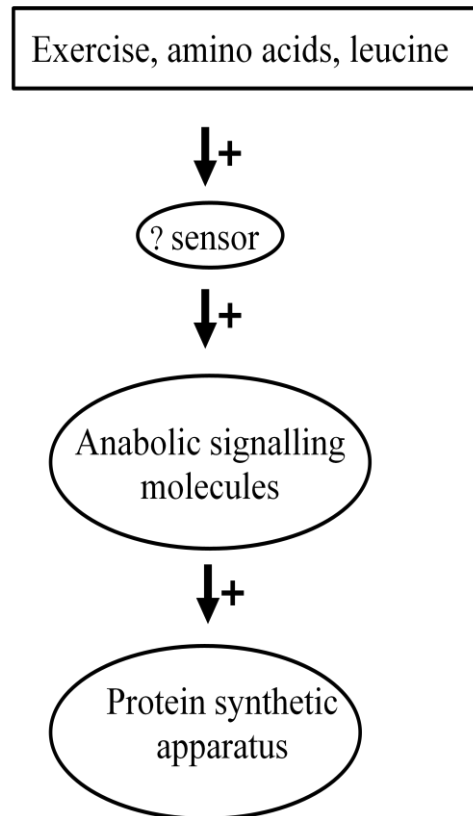 Exercise, amino acids, leucine
+
? sensor
+
Anabolic signalling
molecules
+
Protein synthetic
apparatus